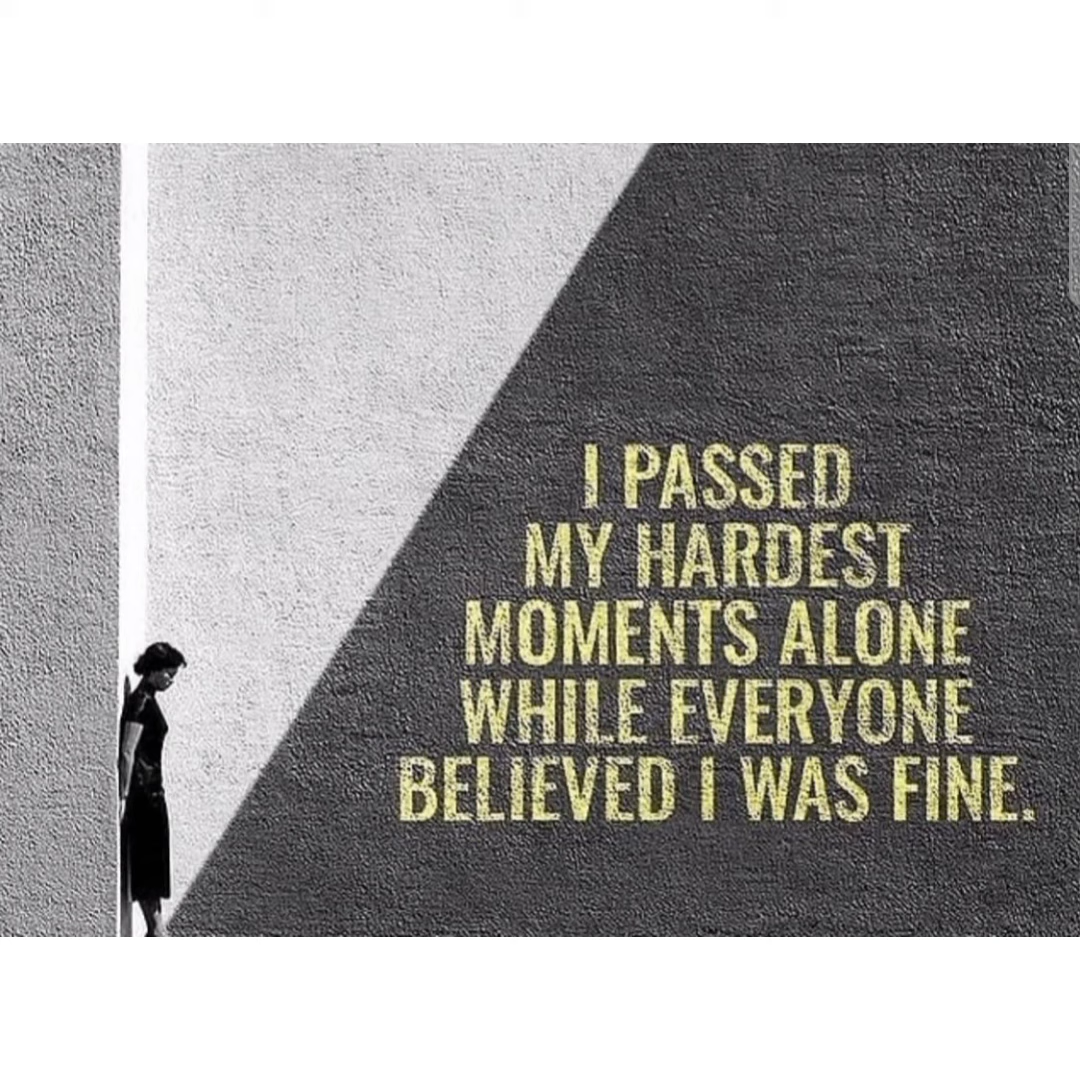 I PASSED
MY HARDEST
MOMENTS ALONE
WHILE EVERYONE
BELIEVED I WAS FINE.